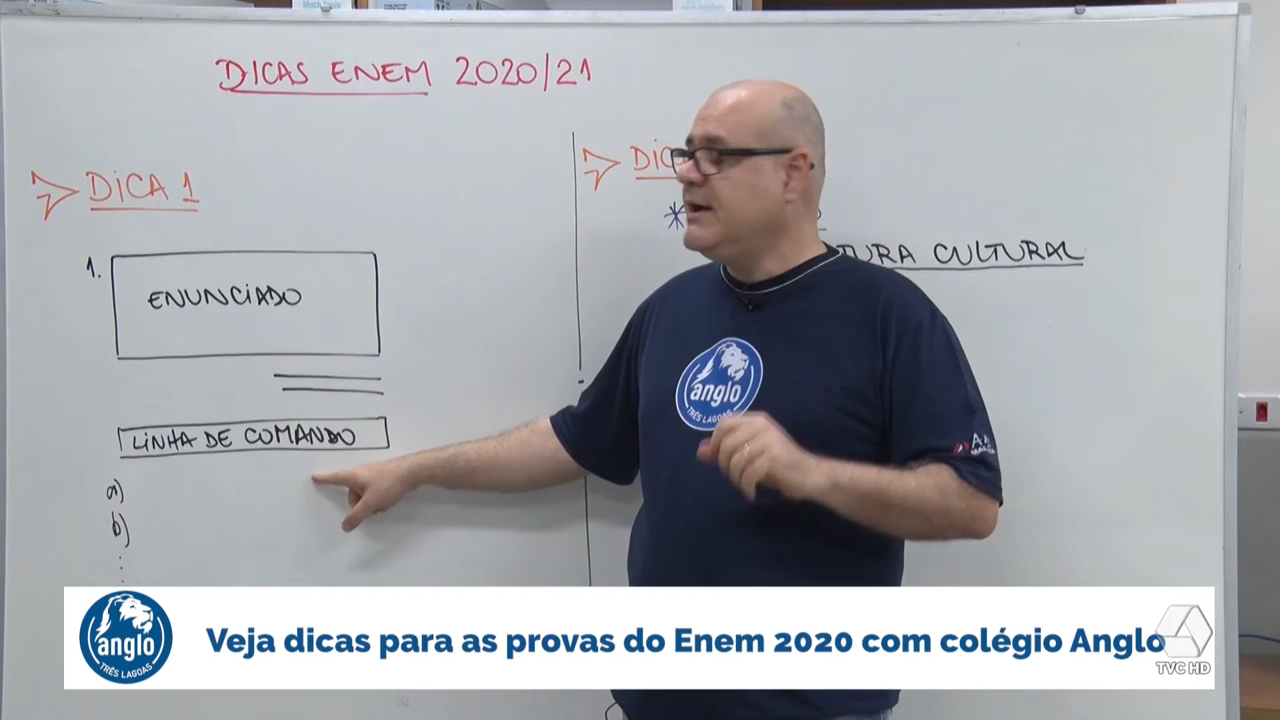 DICAS ENEM 2020/21
DICA 1
1.
ENUNCIADO
LINHA DE COMANDO
a)
b)
CULTURAL
anglo
TRÊS LAGOAS
anglo
TRÊS LAGOAS
Veja dicas para as provas do Enem 2020 com colégio Anglo
TVC HD